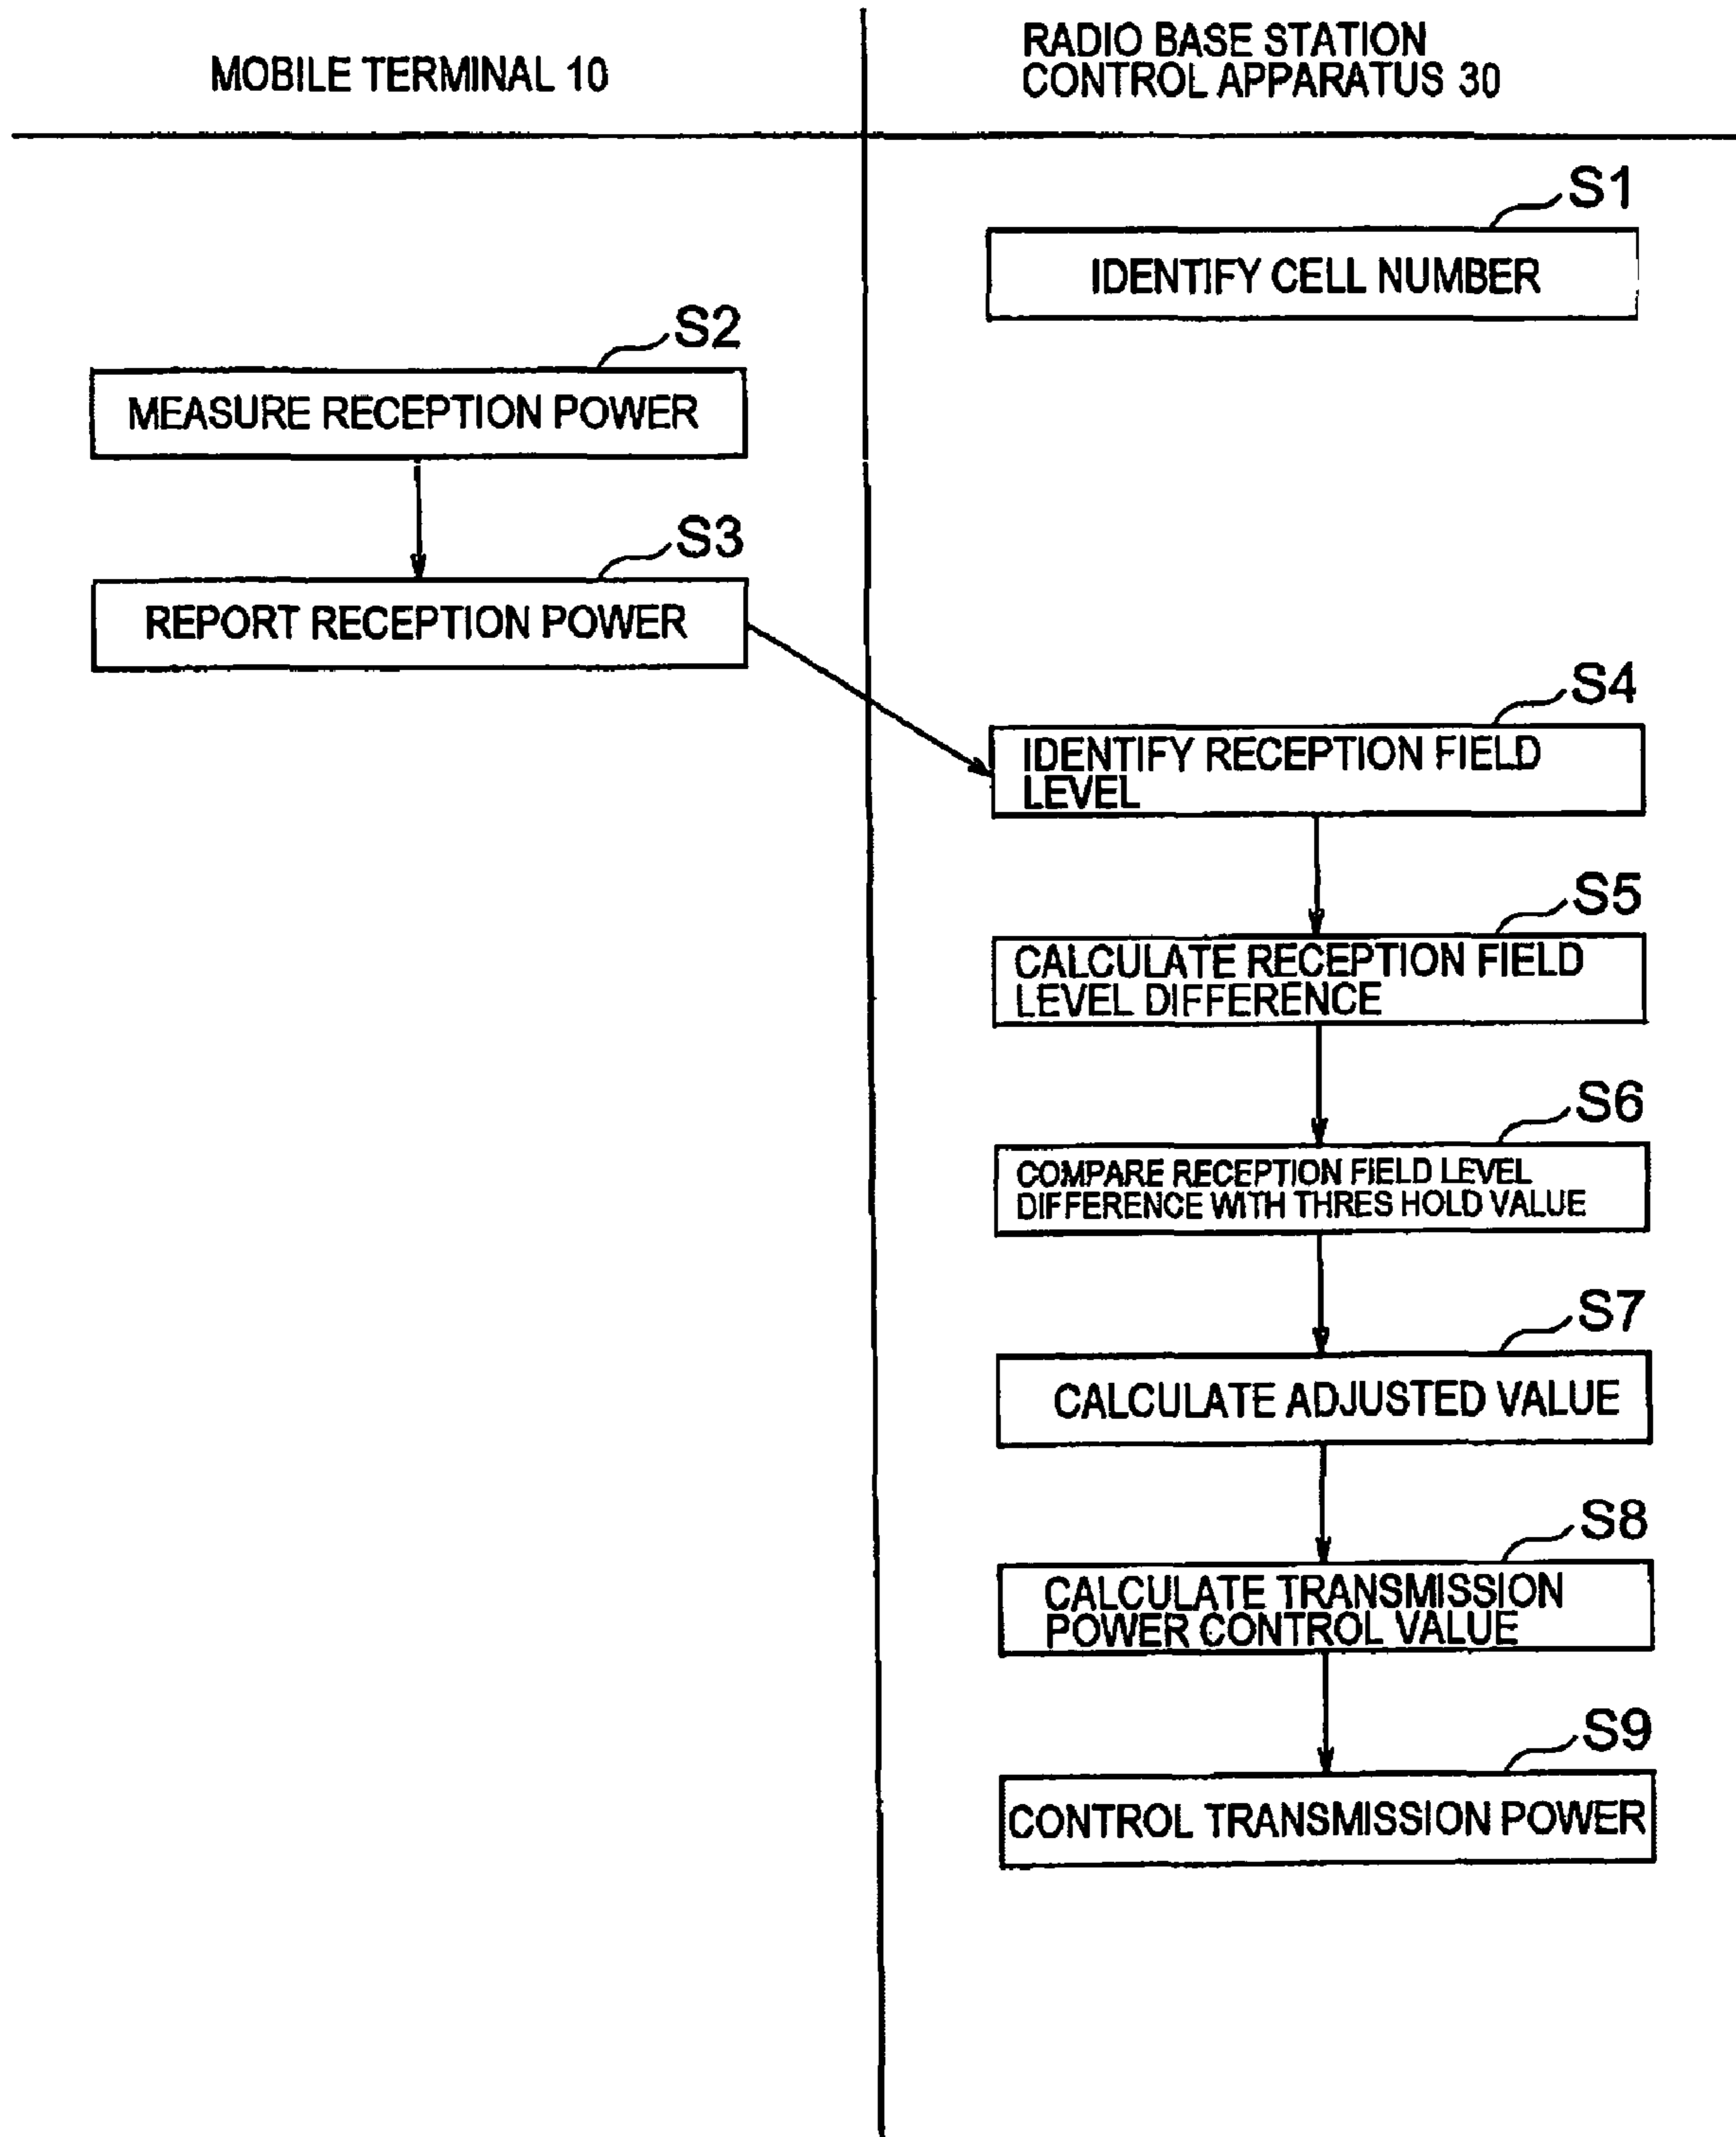 MOBILE TERMINAL 10
RADIO BASE STATION
CONTROL APPARATUS 30
S1
IDENTIFY CELL NUMBER
S2
MEASURE RECEPTION POWER
S3
REPORT RECEPTION POWER
S4
IDENTIFY RECEPTION FIELD
LEVEL
S5
CALCULATE RECEPTION FIELD
LEVEL DIFFERENCE
S6
COMPARE RECEPTION FIELD LEVEL
DIFFERENCE WITH THRES HOLD VALUE
S7
CALCULATE ADJUSTED VALUE
S8
CALCULATE TRANSMISSION
POWER CONTROL VALUE
S9
CONTROL TRANSMISSION POWER